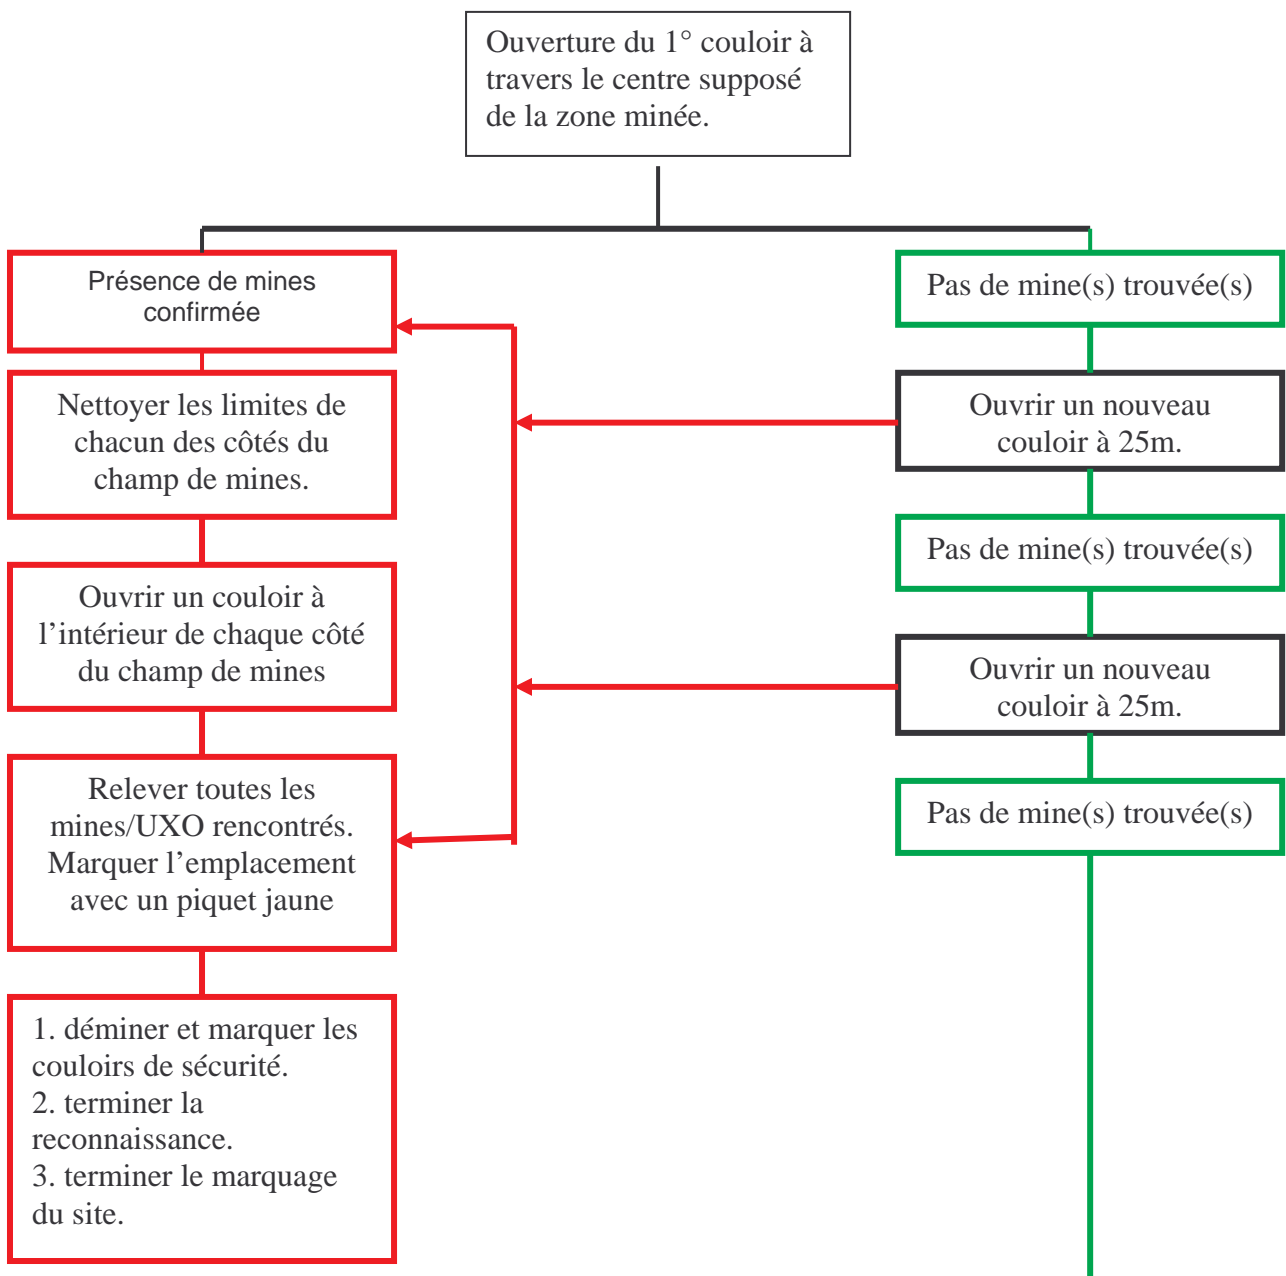 Ouverture du 1° couloir à
travers le centre supposé
de la zone minée.
Présence de mines
confirmée
Nettoyer les limites de
chacun des côtés du
champ de mines.
Ouvrir un couloir à
l’intérieur de chaque côté
du champ de mines
Relever toutes les
mines/UXO rencontrés.
Marquer l’emplacement
avec un piquet jaune
1. déminer et marquer les
couloirs de sécurité.
2. terminer la
reconnaissance.
3. terminer le marquage
du site.
Pas de mine(s) trouvée(s)
Ouvrir un nouveau
couloir à 25m.
Pas de mine(s) trouvée(s)
Ouvrir un nouveau
couloir à 25m.
Pas de mine(s) trouvée(s)